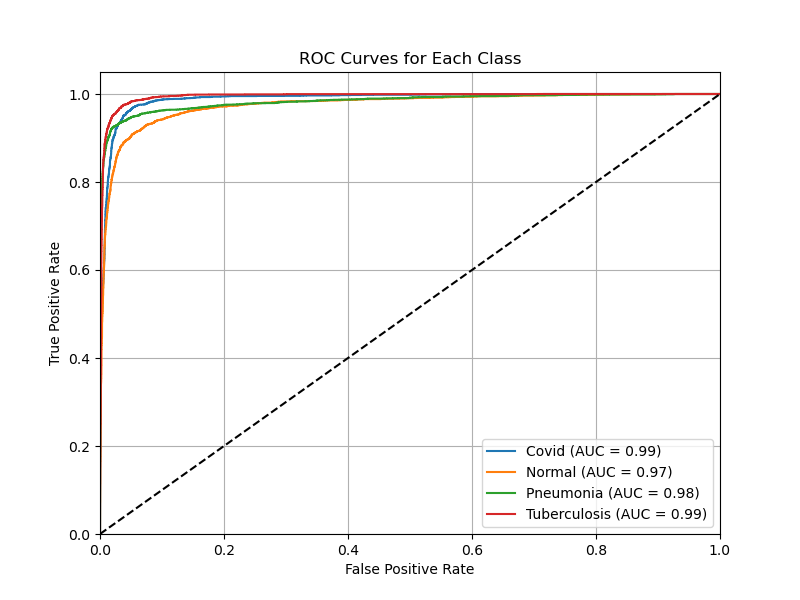 ROC Curves for Each Class
True Positive Rate
1.0
0.8
0.6
0.4
0.2
0.0
0.0 0.2 0.4 0.6 0.8 1.0
False Positive Rate
Covid (AUC = 0.99)
Normal (AUC = 0.97)
Pneumonia (AUC = 0.98)
Tuberculosis (AUC = 0.99)